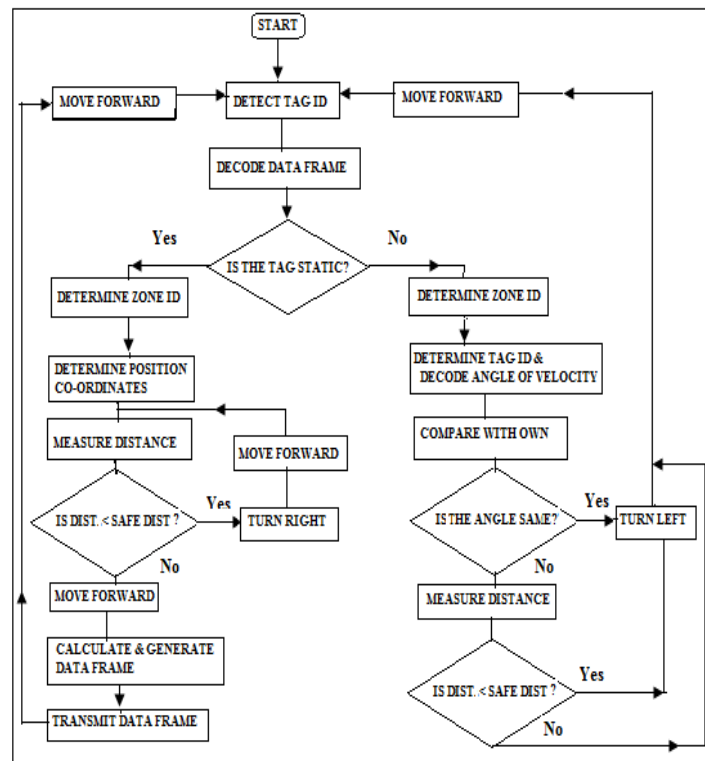 START
MOVE FORWARD
DETECT TAG ID
MOVE FORWARD
DECODE DATA FRAME
Yes
No
IS THE TAG STATIC?
DETERMINE ZONE ID
DETERMINE ZONE ID
DETERMINE POSITION
CO-ORDINATES
DETERMINE TAG ID &
DECODE ANGLE OF VELOCITY
MEASURE DISTANCE
MOVE FORWARD
COMPARE WITH OWN
IS DIST.. < SAFE DIST ?
Yes
TURN RIGHT
IS THE ANGLE SAME?
Yes
TURN LEFT
No
No
MOVE FORWARD
MEASURE DISTANCE
CALCULATE & GENERATE
DATA FRAME
IS DIST.. < SAFE DIST ?
Yes
TRANSMIT DATA FRAME
No